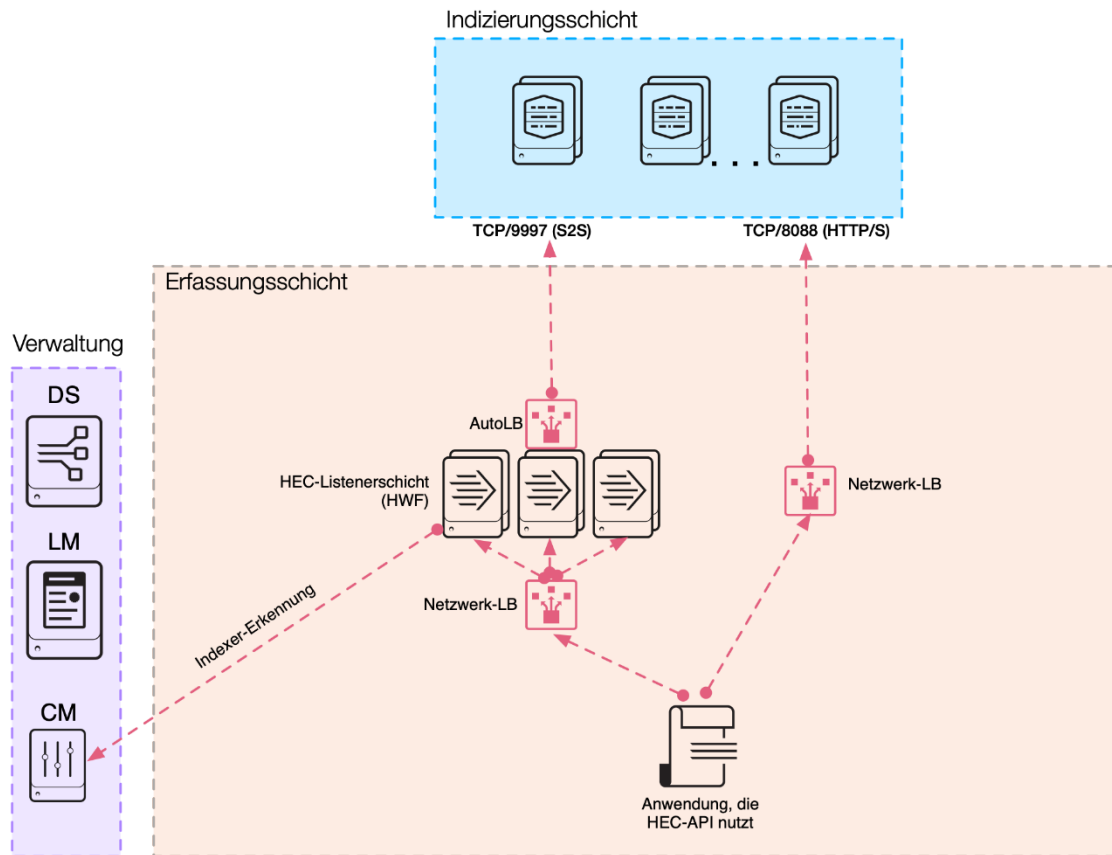 Indizierungsschicht
TCP/9997 (S2S)
TCP/8088 (HTTP/S)
Erfassungsschicht
Verwaltung
DS
LM
CM
AutoLB
HEC-Listenerschicht
(HWF)
Netzwerk-LB
Netzwerk-LB
Indexer-Erkennung
Anwendung, die
HEC-API nutzt